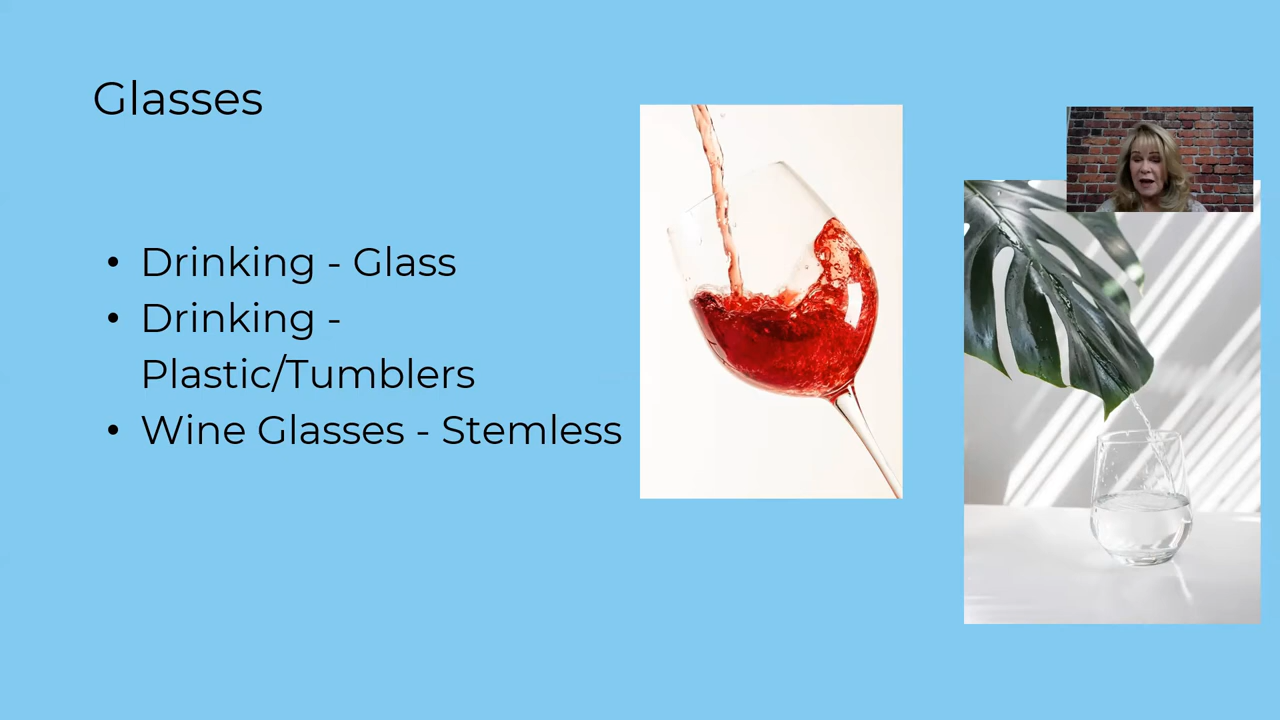 Glasses
• Drinking - Glass
• Drinking -
Plastic/Tumblers
• Wine Glasses - Stemless